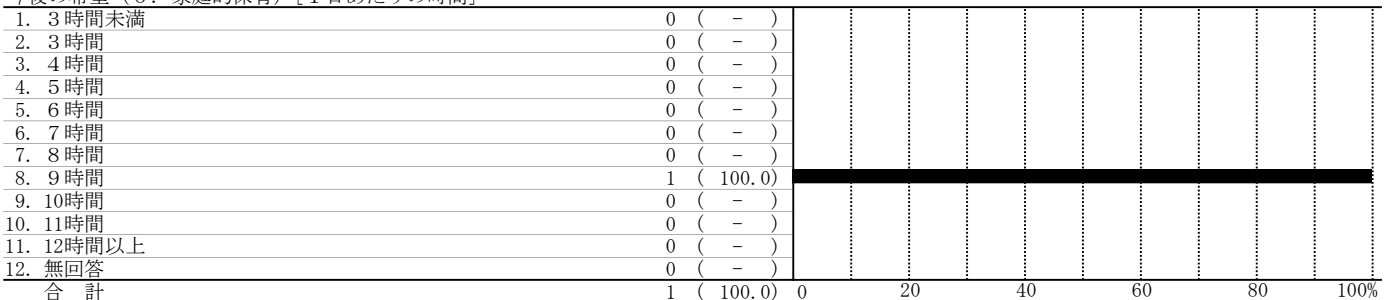 1. 3時間未満 0 ( - )
2. 3時間 0 ( - )
3. 4時間 0 ( - )
4. 5時間 0 ( - )
5. 6時間 0 ( - )
6. 7時間 0 ( - )
7. 8時間 0 ( - )
8. 9時間 1 ( 100.0)
9. 10時間 0 ( - )
10. 11時間 0 ( - )
11. 12時間以上 0 ( - )
12. 無回答 0 ( - )
合 計 1 ( 100.0) 0 20 40 60 80 100%